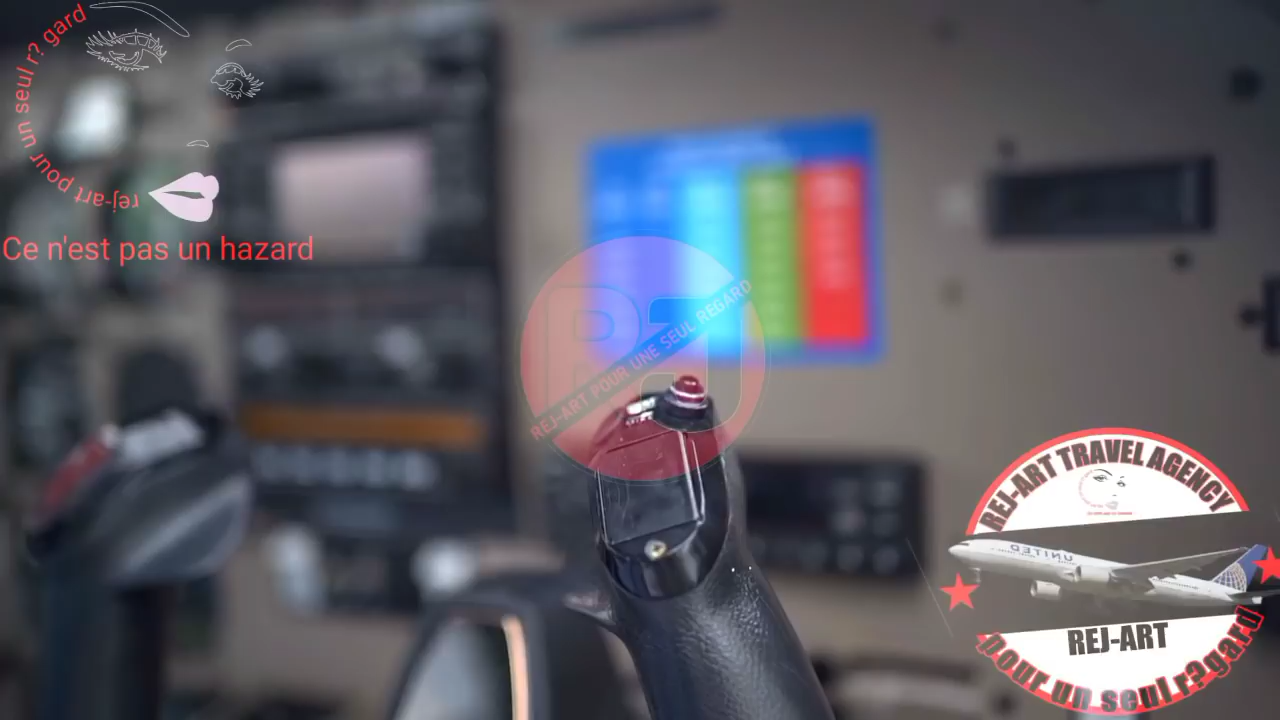 rej-art pour un seul r? gard
Ce n'est pas un hazard
RJ
REJ-ART POUR UNE SEUL REGARD
REJ-ART TRAVEL AGENCY
UNITED
REJ-ART
pour un seul r?gard